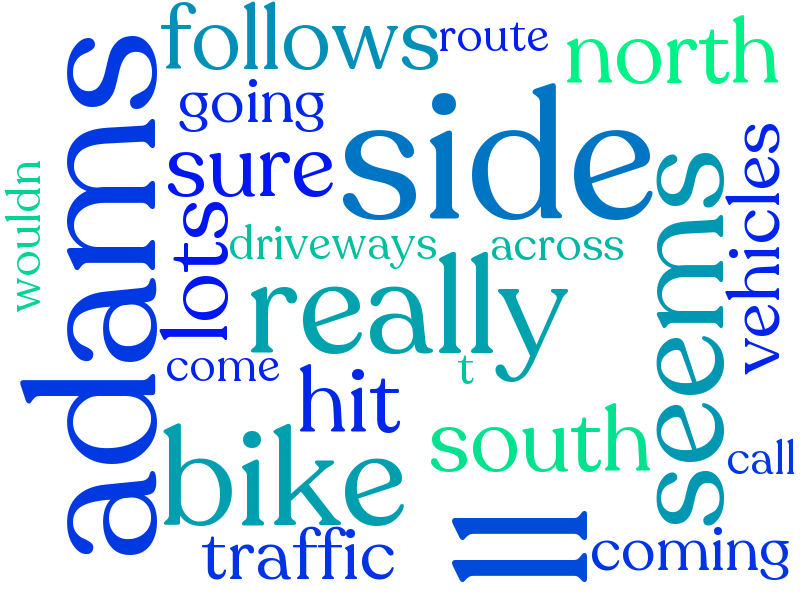 follows
route
north
going
adams
side
sure
vehicles
seems
wouldn
lots
driveways
across
really
come
t
hit
south
bike
call
ll
traffic
coming